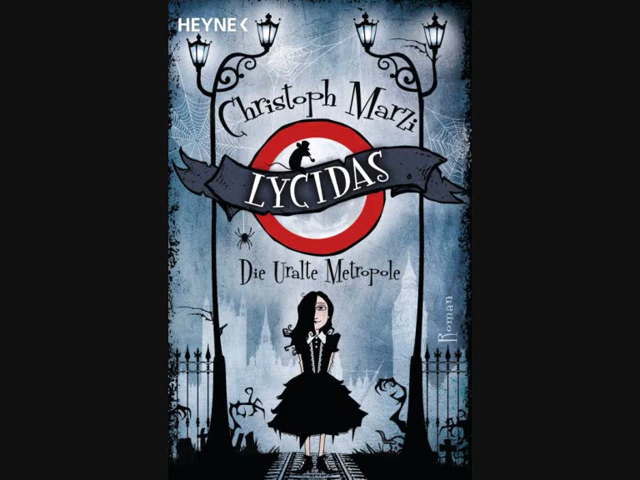 HEYNE<
Christoph Marzi
LYCIDAS
Die Uralte Metropole
Roman